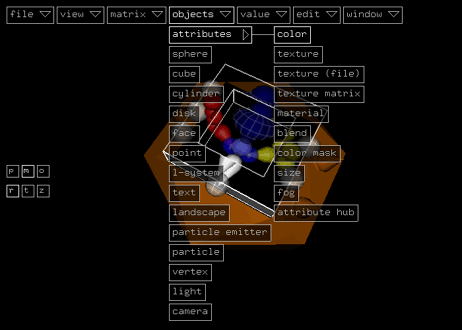 file view matrix objects value edit window
attributes color
sphere texture
cube texture (file)
cylinder texture matrix
disk material
face blend
point color mask
l-system size
text fog
landscape attribute hub
particle emitter
particle
vertex
light
camera
p m o
r t z